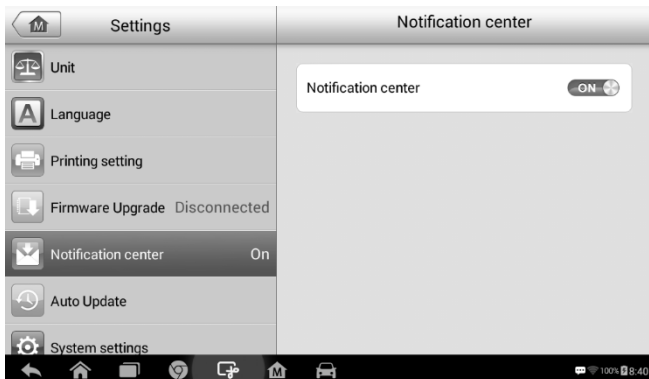 Settings
Notification center
Unit
Notification center ON
A Language
Printing setting
Firmware Upgrade Disconnected
Notification center On
Auto Update
System settings
M
100% 8:40